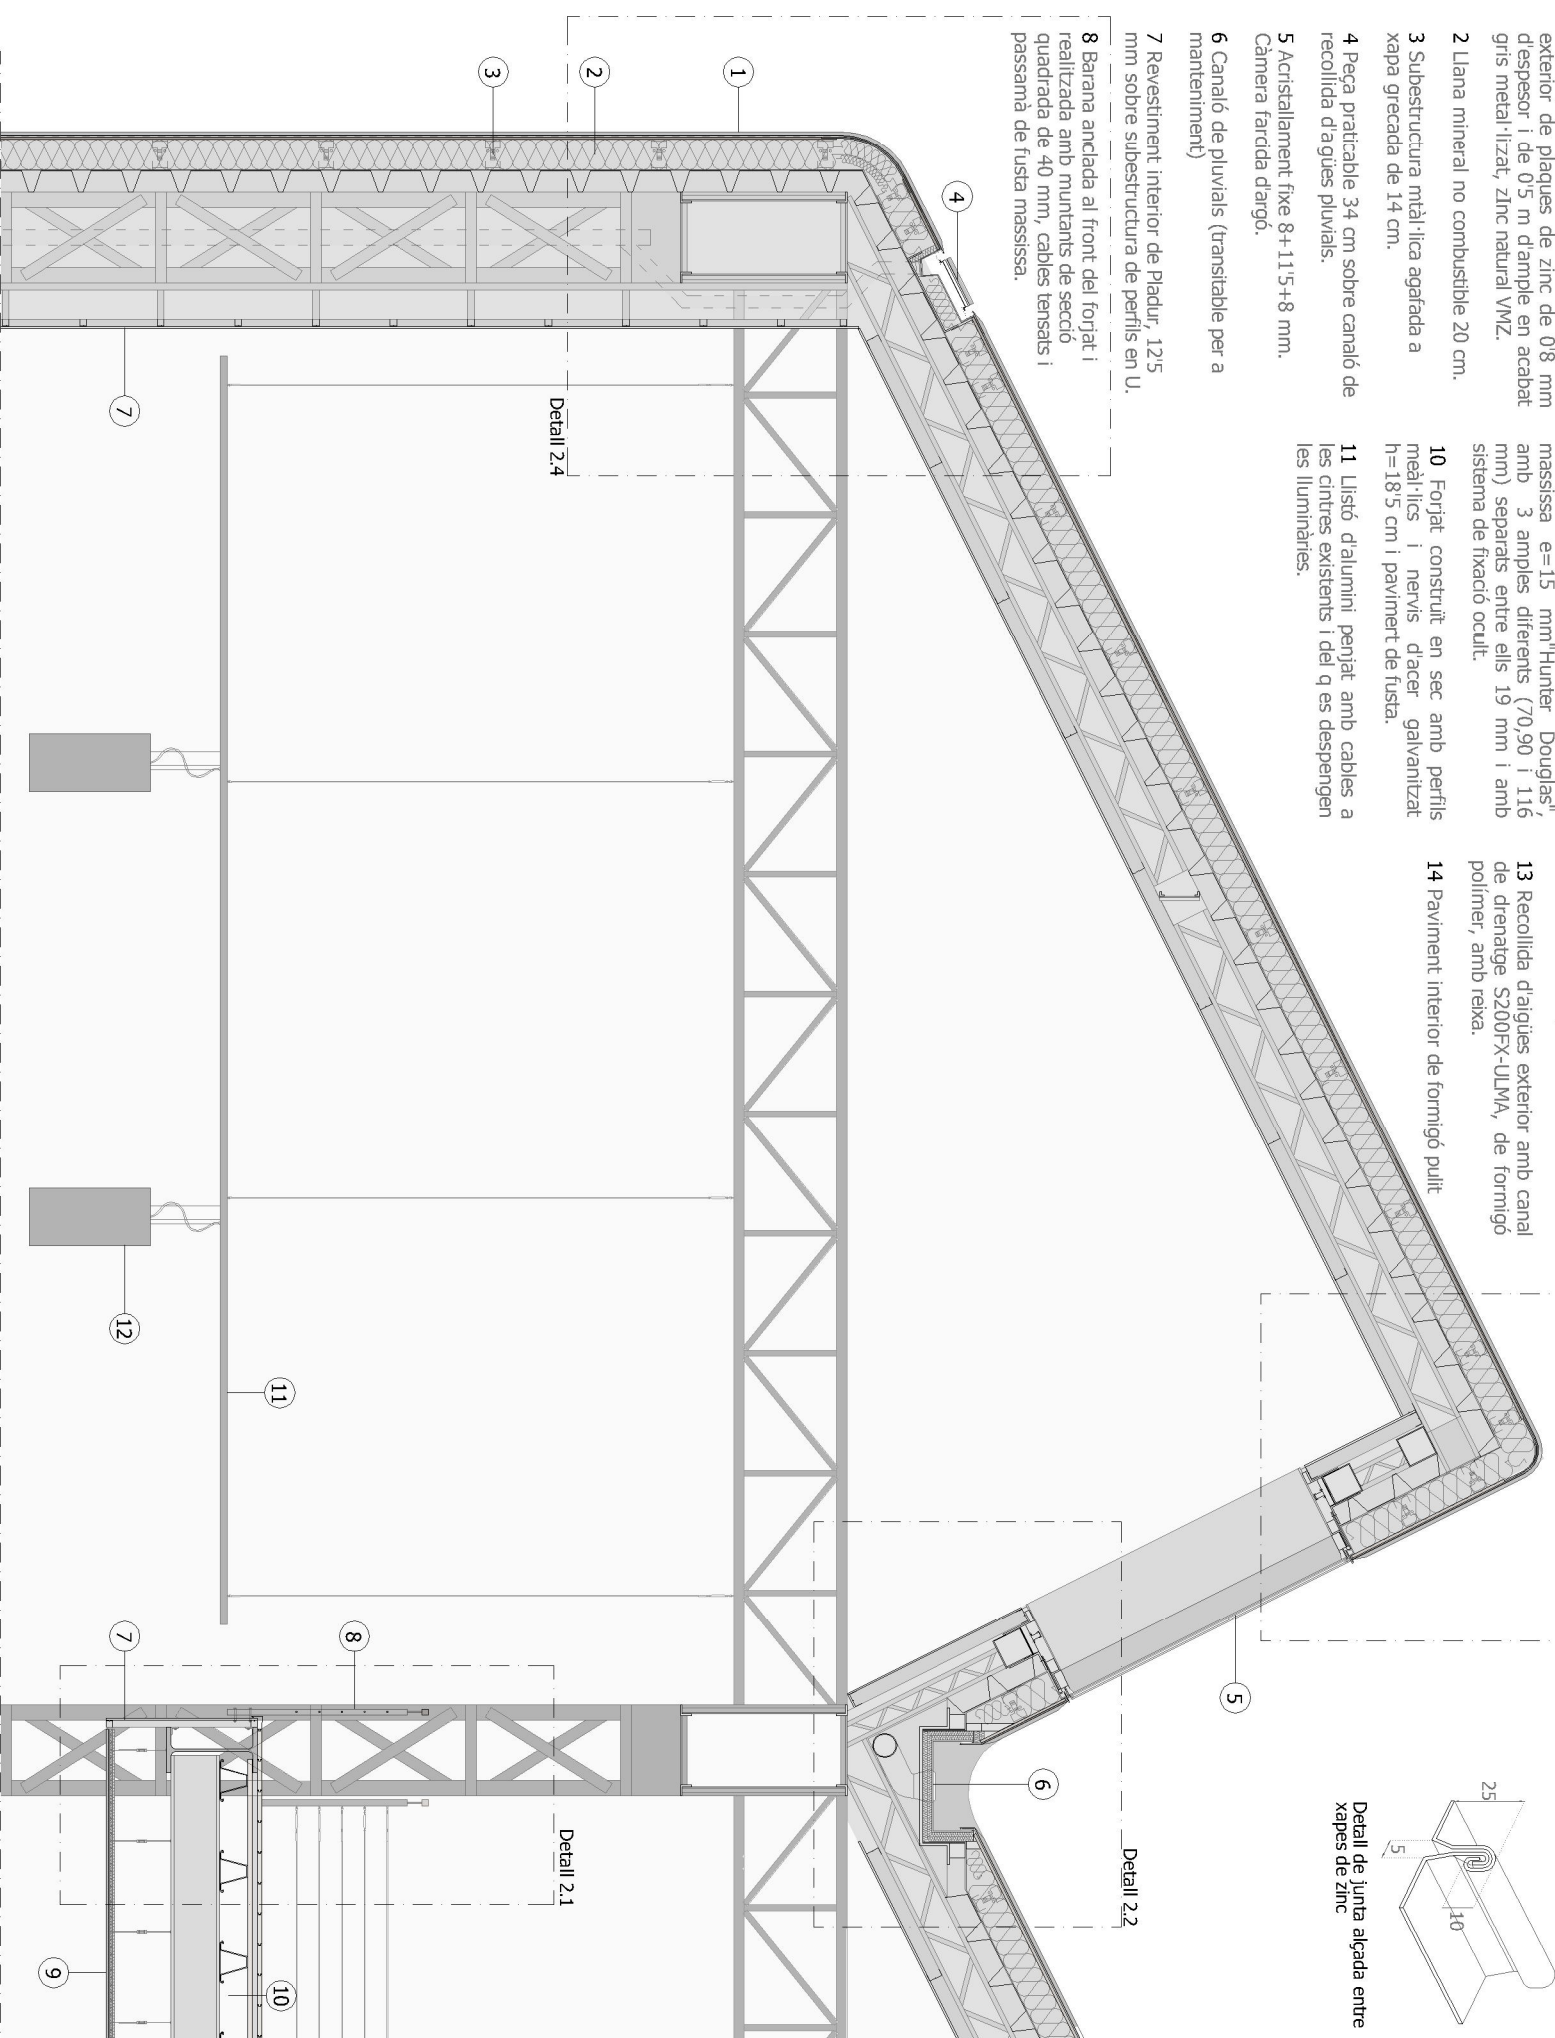 exterior de plaques de zinc de 0'8 mm
d'espesor i de 0'5 m d'ample en acabat
gris metal·litzat, zInc natural VMZ.
2 Llana mineral no combustible 20 cm.
3 Subestructura mtàl·lica agafada a
xapa grecada de 14 cm.
4 Peça praticable 34 cm sobre canaló de
recollida d'agües pluvials.
5 Acristallament fixe 8+11'5+8 mm.
Càmera farcida d'argó.
6 Canaló de pluvials (transitable per a
manteniment)
7 Revestiment interior de Pladur, 12'5
mm sobre subestructura de perfils en U.
8 Barana anclada al front del forjat i
realitzada amb muntants de secció
quadrada de 40 mm, cables tensats i
passamà de fusta massissa.
massissa e=15 mm"Hunter Douglas",
amb 3 amples diferents (70,90 i 116
mm) separats entre ells 19 mm i amb
sistema de fixació ocult.
10 Forjat construït en sec amb perfils
meàl·lics i nervis d'acer galvanitzat
h=18'5 cm i pavimert de fusta.
11 Llistó d'alumini penjat amb cables a
les cintres existents i del q es despengen
les lluminàries.
13 Recollida d'aigües exterior amb canal
de drenatge S200FX-ULMA, de formigó
polímer, amb reixa.
14 Paviment interior de formigó pulit
25
5
10
Detall de junta alçada entre
xapes de zinc
1
2
3
4
5
6
7
Detall 2.4
Detall 2.2
Detall 2.1
8
7
9
10
11
12